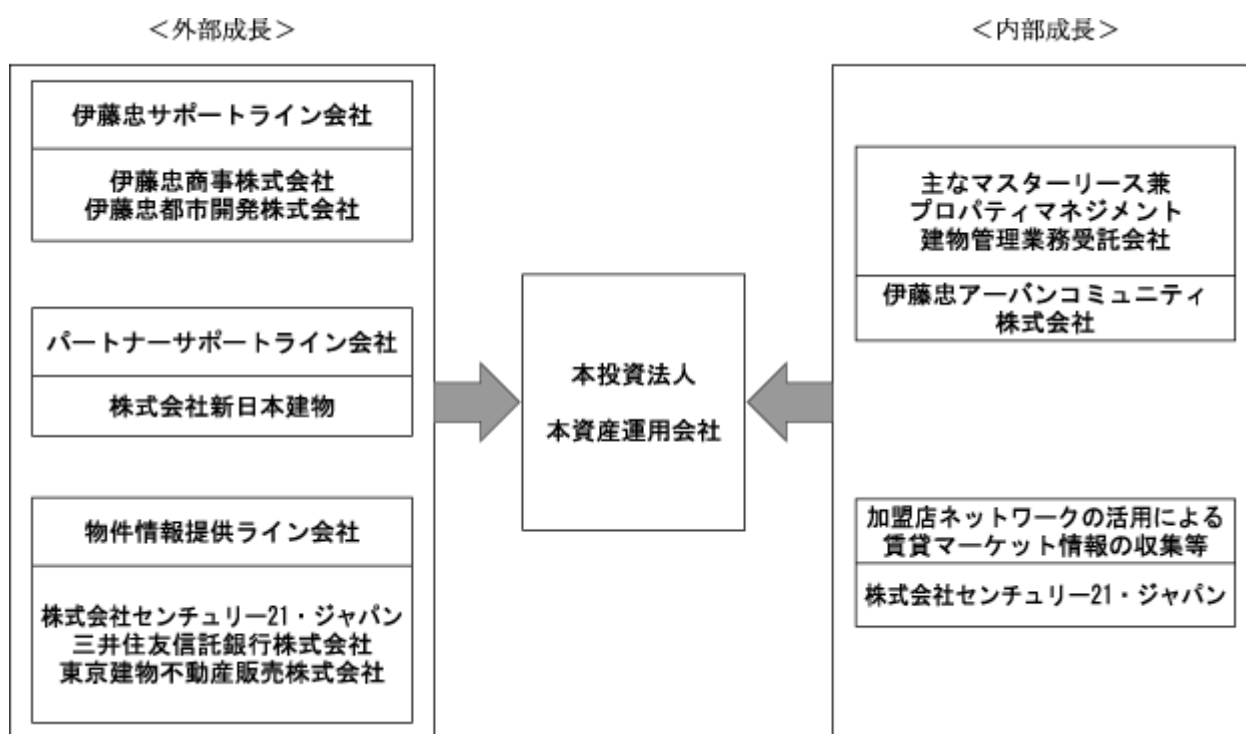 ＜外部成長＞
伊藤忠サポートライン会社
伊藤忠商事株式会社
伊藤忠都市開発株式会社
パートナーサポートライン会社
株式会社新日本建物
物件情報提供ライン会社
株式会社センチュリー21・ジャパン
三井住友信託銀行株式会社
東京建物不動産販売株式会社
本投資法人
本資産運用会社
＜内部成長＞
主なマスターリース兼
プロパティマネジメント
建物管理業務受託会社
伊藤忠アーバンコミュニティ
株式会社
加盟店ネットワークの活用による
賃貸マーケット情報の収集等
株式会社センチュリー21・ジャパン